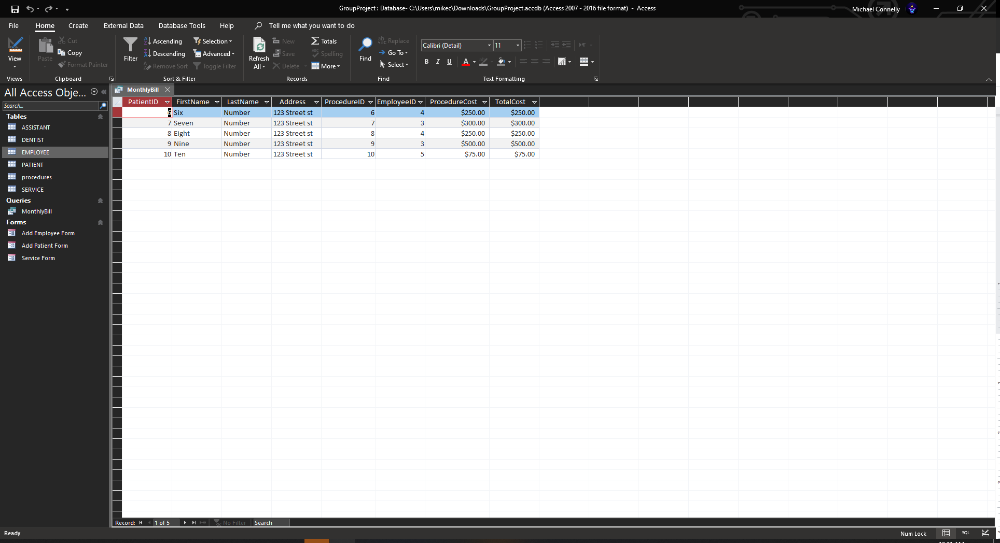 GroupProject : Database- C:\Users\mikec\Downloads\GroupProject.accdb (Access 2007 - 2016 file format) - Access
Michael Connelly
File Home Create External Data Database Tools Help Tell me what you want to do
View
Views
Paste
Cut
Copy
Format Painter
Clipboard
Filter
Ascending
Descending
Remove Sort
Selection
Advanced
Toggle Filter
Sort & Filter
Refresh
All
New
Save
Delete
Totals
Spelling
More
Records
Find
Replace
Go To
Select
Find
Calibri (Detail) 11
B I U A
Text Formatting
All Access Obje...
Search...
Tables
ASSISTANT
DENTIST
EMPLOYEE
PATIENT
procedures
SERVICE
Queries
MonthlyBill
Forms
Add Employee Form
Add Patient Form
Service Form
MonthlyBill
PatientID FirstName LastName Address ProcedureID EmployeeID ProcedureCost TotalCost
6 Six Number 123 Street st 6 4 $250.00 $250.00
7 Seven Number 123 Street st 7 3 $300.00 $300.00
8 Eight Number 123 Street st 8 4 $250.00 $250.00
9 Nine Number 123 Street st 9 3 $500.00 $500.00
10 Ten Number 123 Street st 10 5 $75.00 $75.00
Record: 1 of 5 No Filter Search
Ready
Num Lock
SQL